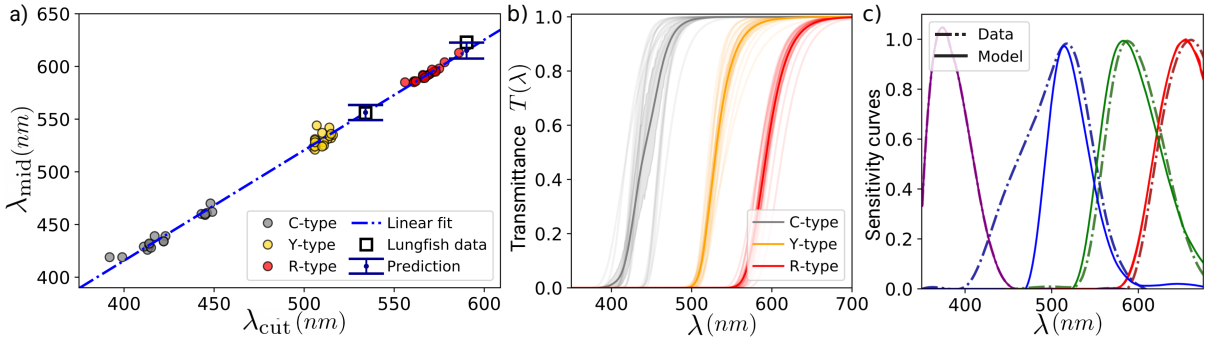 a)
650
600
550
500
450
400
λmid(nm)
400 450 500 550 600
λcut(nm)
C-type
Y-type
R-type
Linear fit
Lungfish data
Prediction
b)
1.0
0.8
0.6
0.4
0.2
0.0
Transmittance T(λ)
400 500 600 700
λ(nm)
C-type
Y-type
R-type
c)
1.0
0.8
0.6
0.4
0.2
0.0
Sensitivity curves
400 500 600
λ(nm)
Data
Model